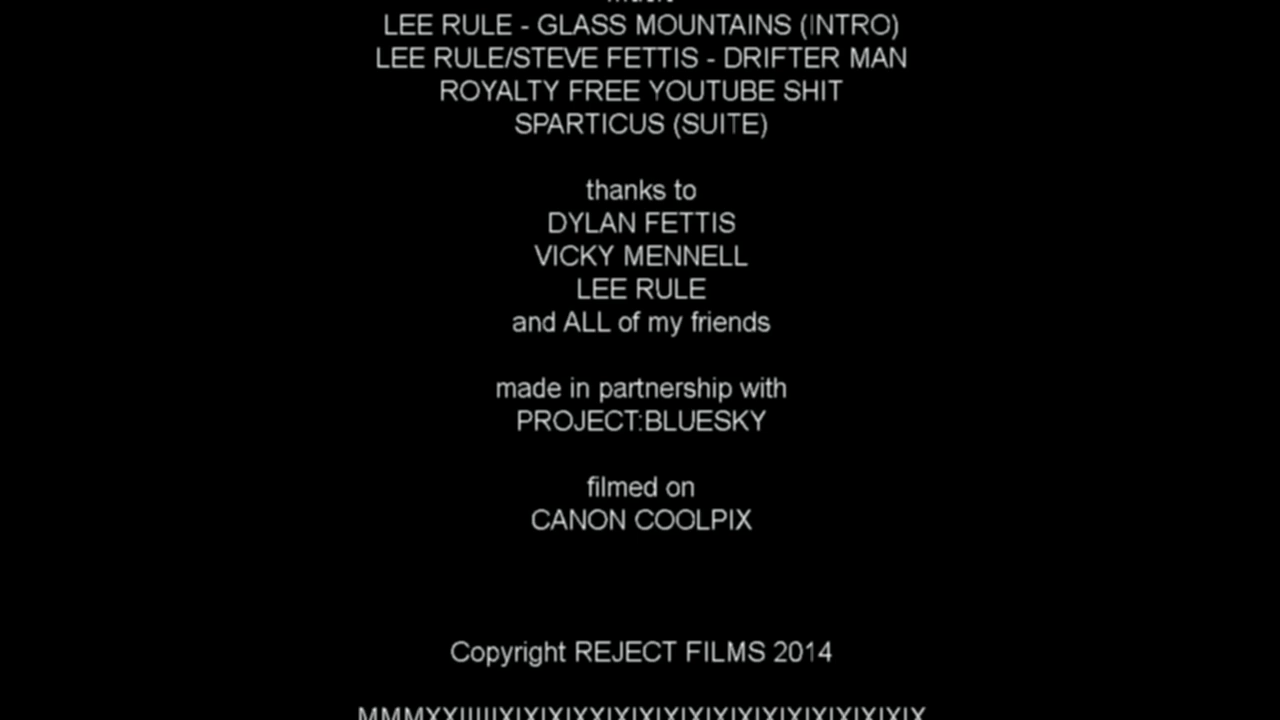 music
LEE RULE - GLASS MOUNTAINS (INTRO)
LEE RULE/STEVE FETTIS - DRIFTER MAN
ROYALTY FREE YOUTUBE SHIT
SPARTICUS (SUITE)
thanks to
DYLAN FETTIS
VICKY MENNELL
LEE RULE
and ALL of my friends
made in partnership with
PROJECT:BLUESKY
filmed on
CANON COOLPIX
Copyright REJECT FILMS 2014